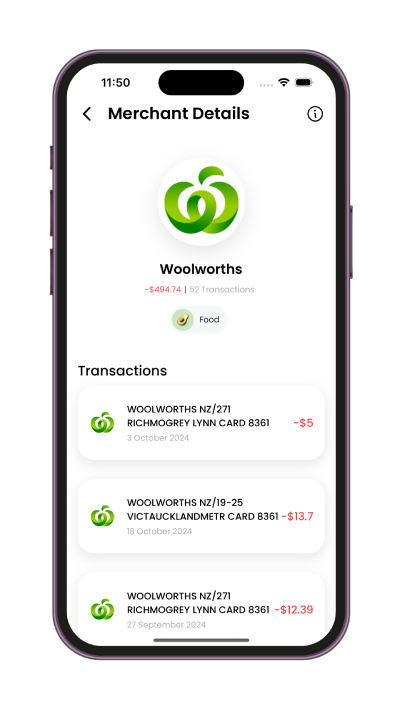 11:50
Merchant Details
Woolworths
-$494.74 | 52 Transactions
Food
Transactions
WOOLWORTHS NZ/271
RICHMOGREY LYNN CARD 8361
-$5
3 October 2024
WOOLWORTHS NZ/19-25
VICTAUCKLANDMETR CARD 8361
-$13.7
18 October 2024
WOOLWORTHS NZ/271
RICHMOGREY LYNN CARD 8361
-$12.39
27 September 2024